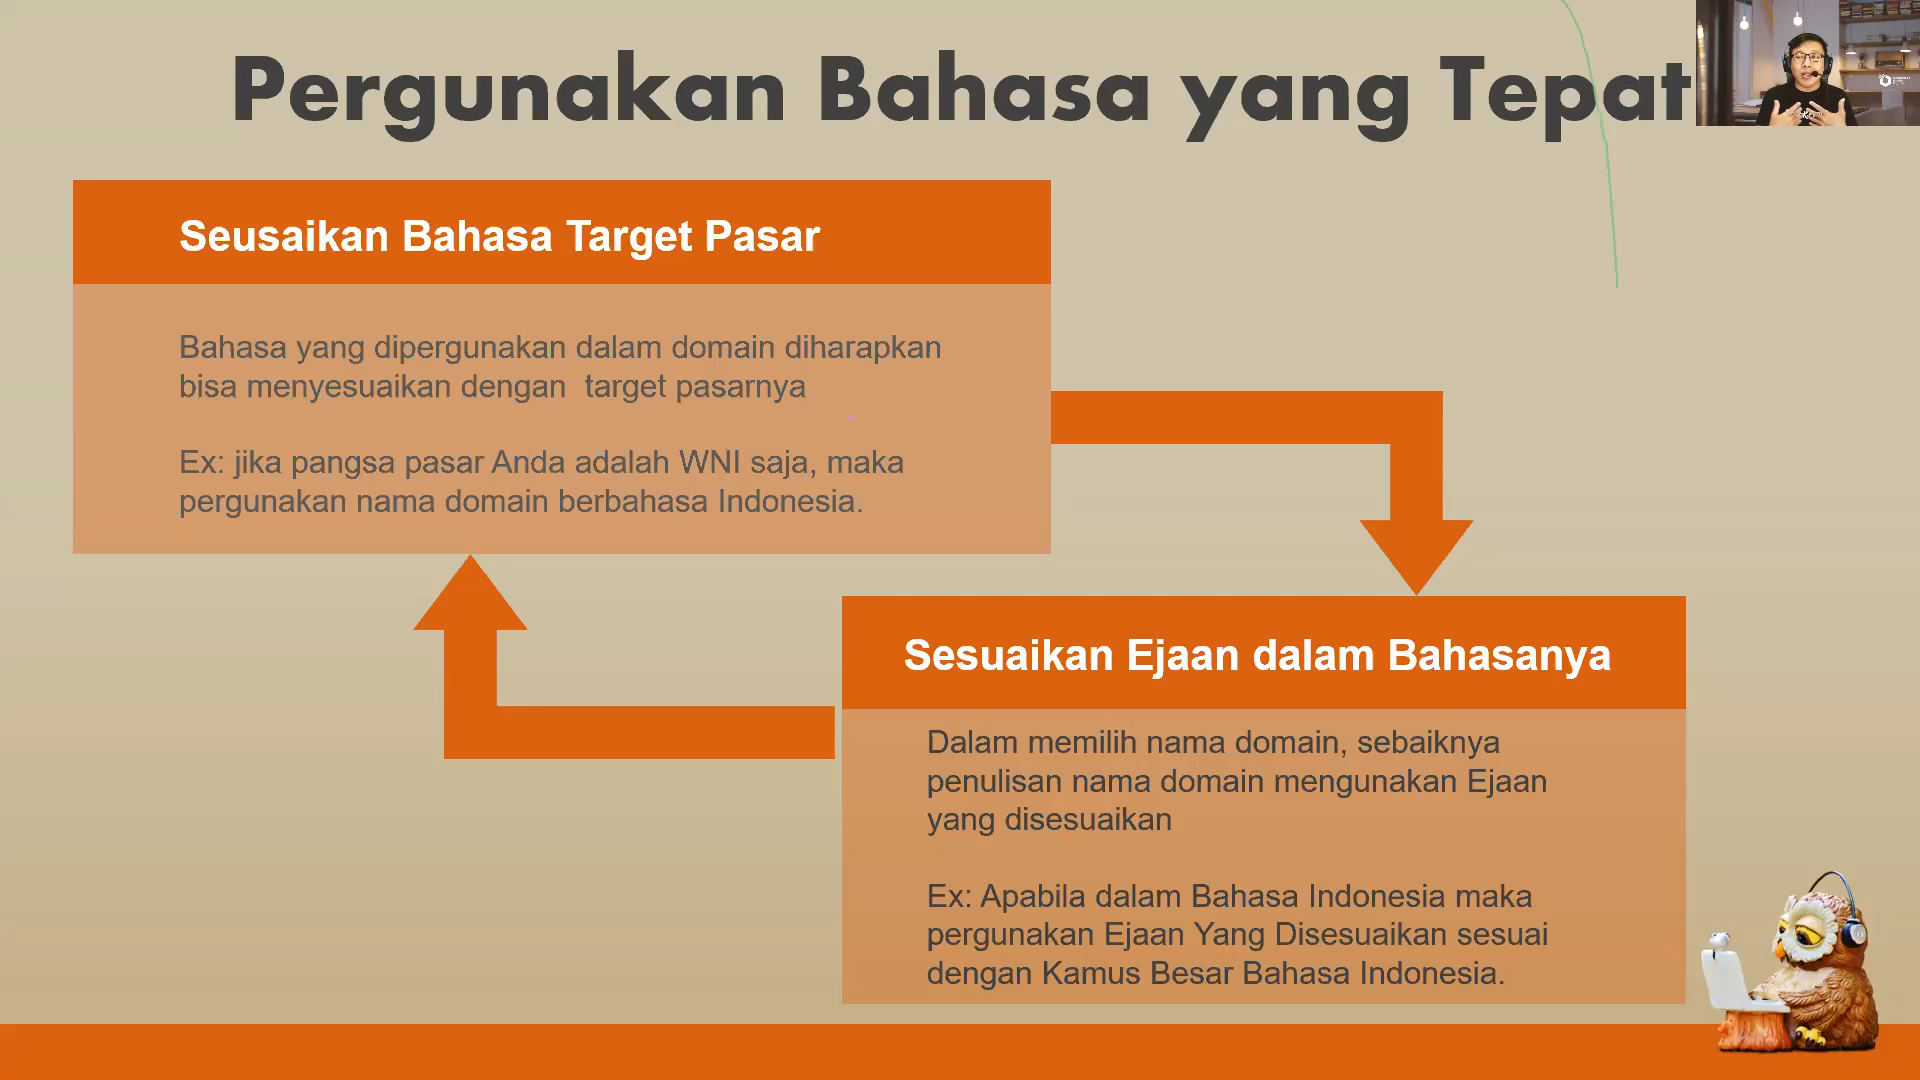 Pergunakan Bahasa yang Tepat
Seusaikan Bahasa Target Pasar
Bahasa yang dipergunakan dalam domain diharapkan
bisa menyesuaikan dengan  target pasarnya
Ex: jika pangsa pasar Anda adalah WNI saja, maka
pergunakan nama domain berbahasa Indonesia.
Sesuaikan Ejaan dalam Bahasanya
Dalam memilih nama domain, sebaiknya
penulisan nama domain mengunakan Ejaan
yang disesuaikan
Ex: Apabila dalam Bahasa Indonesia maka
pergunakan Ejaan Yang Disesuaikan sesuai
dengan Kamus Besar Bahasa Indonesia.